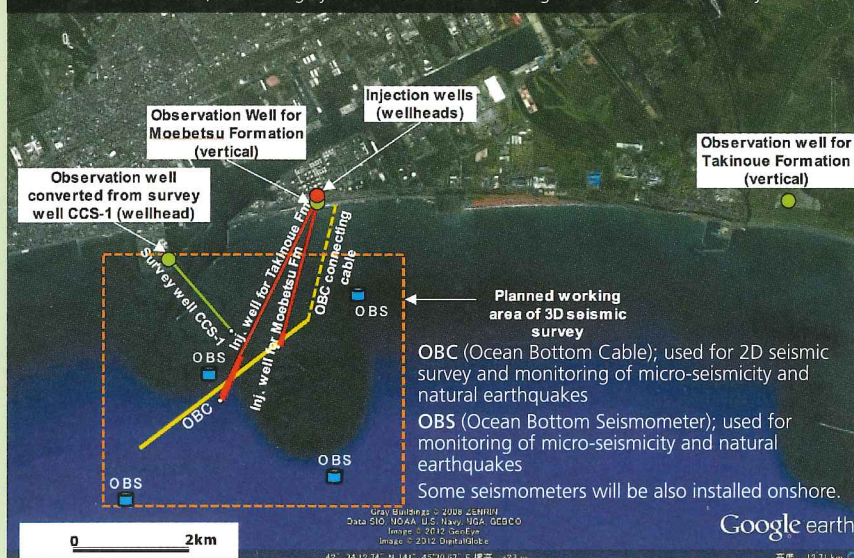 Observation Well for
Moebetsu Formation
(vertical)
Injection wells
(wellheads)
Observation well for
Takinoue Formation
(vertical)
Observation well
converted from survey
well CCS-1 (wellhead)
Survey well CCS-1
Inj. well for Takinoue Fm
Inj. well for Moebetsu Fm
OBC connecting
cable
OBS
Planned working
area of 3D seismic
survey
OBS
OBC
OBS
OBS
OBC (Ocean Bottom Cable); used for 2D seismic
survey and monitoring of micro-seismicity and
natural earthquakes
OBS (Ocean Bottom Seismometer); used for
monitoring of micro-seismicity and natural
earthquakes
Some seismometers will be also installed onshore.
Gray Buildings © 2008 ZENRIN
Data SIO, NOAA, U.S. Navy, NGA, GEBCO
Image © 2012 GeoEye
Image © 2012 DigitalGlobe
Google earth
0 2km